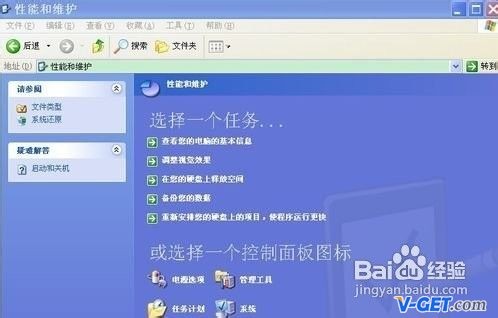 性能和维护
文件(F) 编辑(E) 查看(V) 收藏(A) 工具(T) 帮助(H)
后退 搜索 文件夹
地址(D) 性能和维护 转到
请参阅
文件类型
系统还原
疑难解答
启动和关机
性能和维护
选择一个任务...
查看您的电脑的基本信息
调整视觉效果
在您的硬盘上释放空间
备份您的数据
重新安排您的硬盘上的项目，使程序运行更快
或选择一个控制面板图标
电源选项 管理工具
任务计划 系统
Bai du 经验
jingyan.baidu.com
V-GET.com